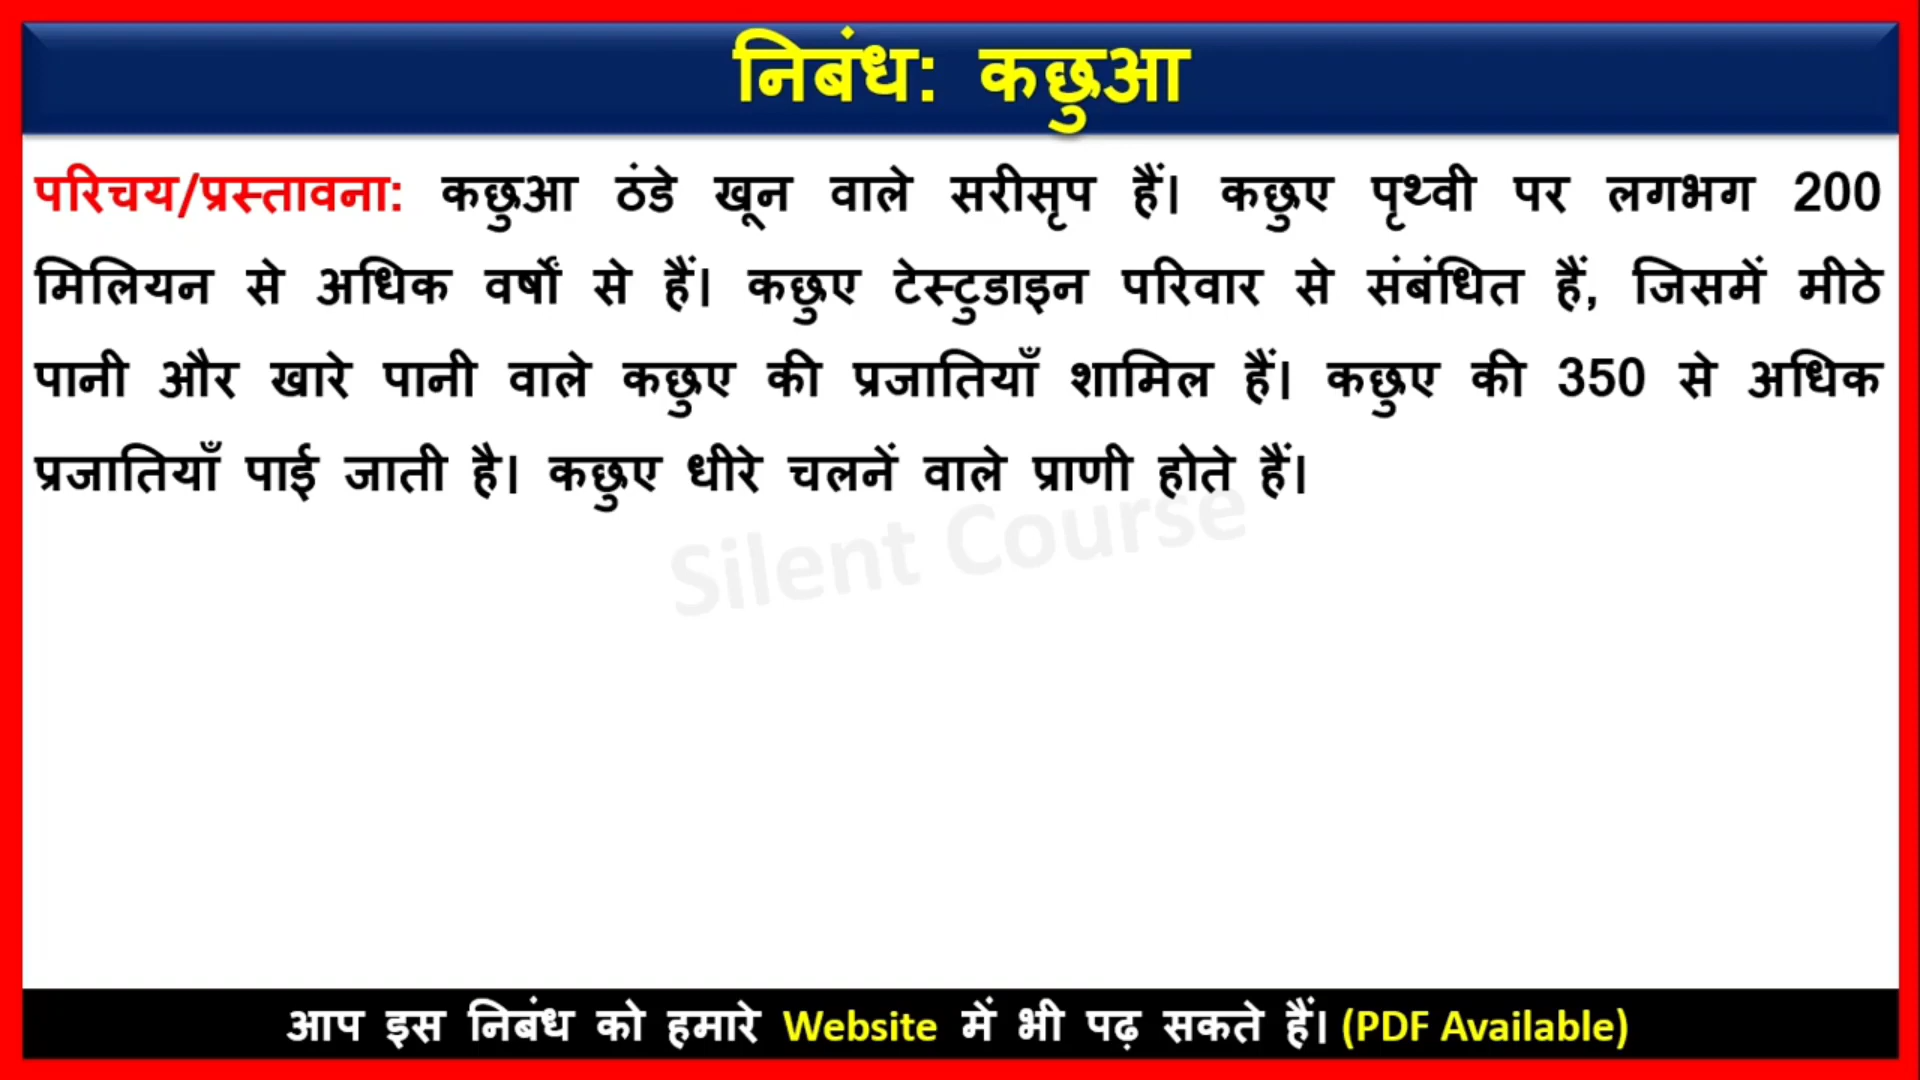 निबंध: कछुआ
परिचय/प्रस्तावना: कछुआ ठंडे खून वाले सरीसृप हैं। कछुए पृथ्वी पर लगभग 200
मिलियन से अधिक वर्षों से हैं। कछुए टेस्टुडाइन परिवार से संबंधित हैं, जिसमें मीठे
पानी और खारे पानी वाले कछुए की प्रजातियाँ शामिल हैं। कछुए की 350 से अधिक
प्रजातियाँ पाई जाती है। कछुए धीरे चलनें वाले प्राणी होते हैं।
Silent Course
आप इस निबंध को हमारे Website में भी पढ़ सकते हैं। (PDF Available)